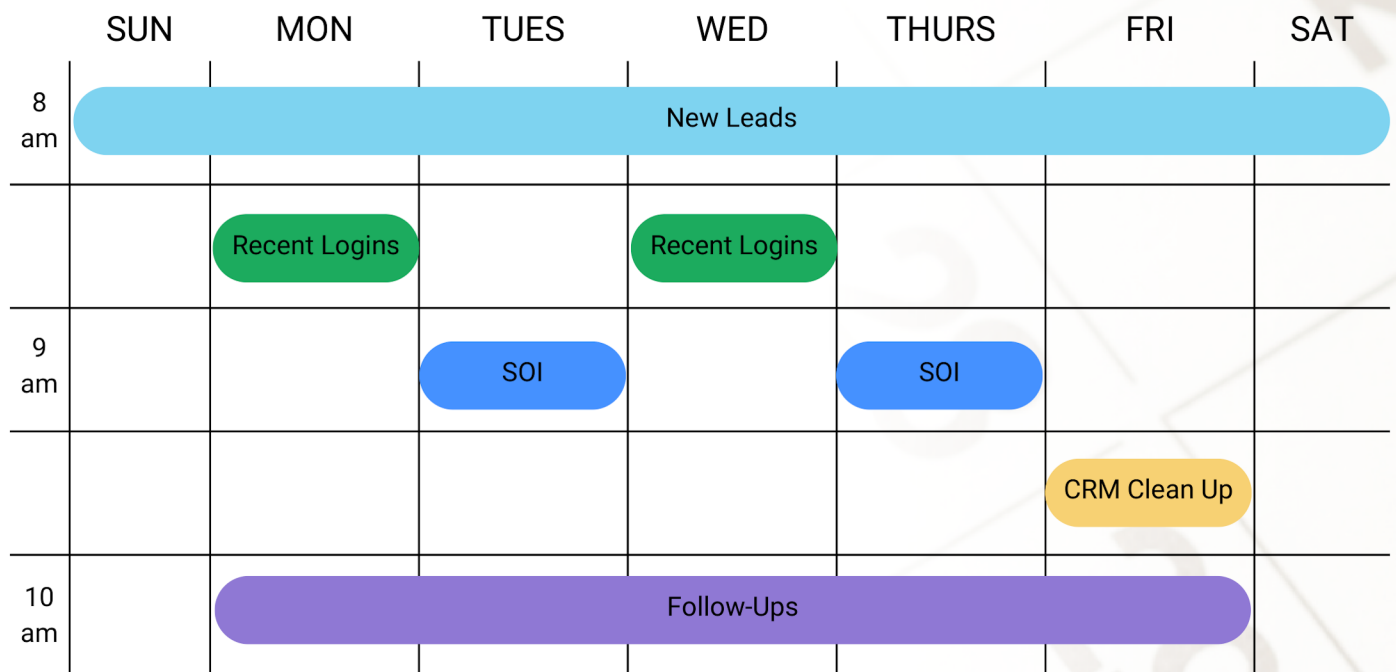 SUN MON TUES WED THURS FRI SAT
8
am
New Leads
Recent Logins Recent Logins
9
am
SOI SOI
CRM Clean Up
10
am
Follow-Ups